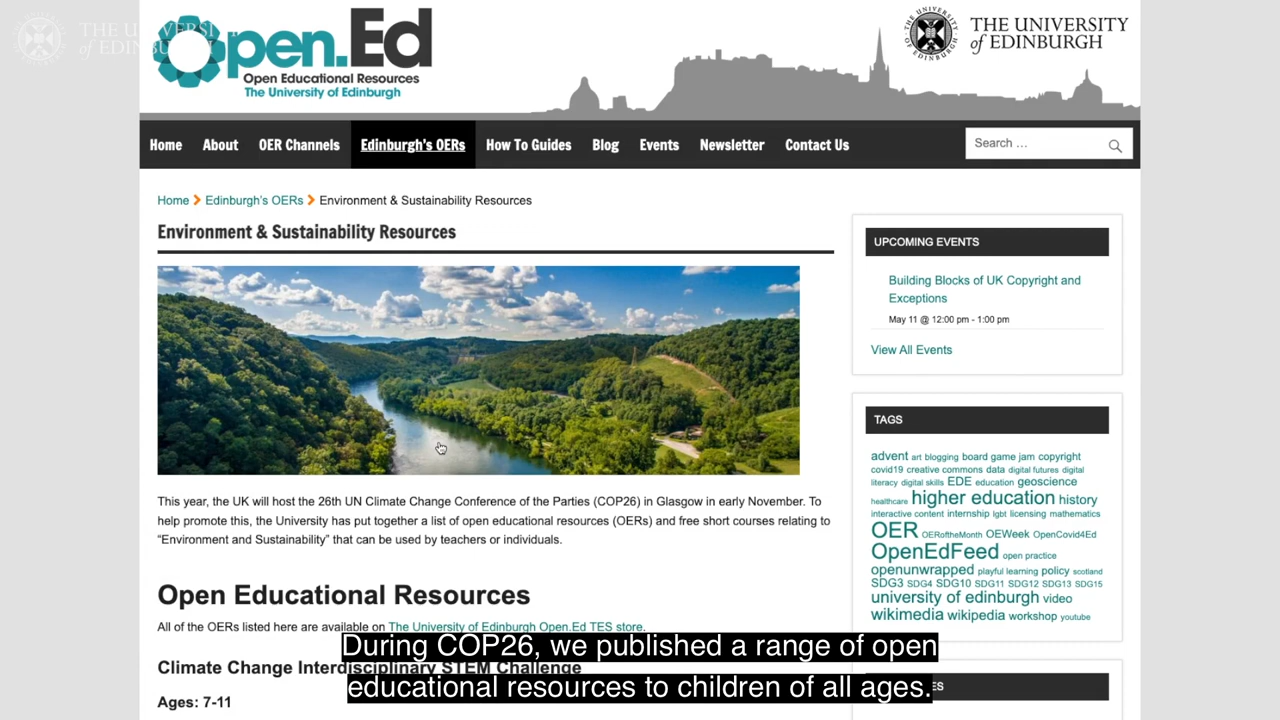 THE UNIVERSITY
of EDINBURGH
Open.Ed
Open Educational Resources
The University of Edinburgh
THE UNIVERSITY
of EDINBURGH
Home About OER Channels Edinburgh's OERs How To Guides Blog Events Newsletter Contact Us Search …
Home Edinburgh's OERs Environment & Sustainability Resources
Environment & Sustainability Resources
This year, the UK will host the 26th UN Climate Change Conference of the Parties (COP26) in Glasgow in early November. To
help promote this, the University has put together a list of open educational resources (OERs) and free short courses relating to
"Environment and Sustainability" that can be used by teachers or individuals.
Open Educational Resources
All of the OERs listed here are available on The University of Edinburgh Open.Ed TES store.
Climate Change Interdisciplinary STEM Challenge
Ages: 7-11
UPCOMING EVENTS
Building Blocks of UK Copyright and
Exceptions
May 11 @ 12:00 pm - 1:00 pm
View All Events
TAGS
advent art blogging board game jam copyright
covid19 creative commons data digital futures digital
literacy digital skills EDE education geoscience
healthcare higher education history
interactive content internship lgbt licensing mathematics
OER OERoftheMonth OEWeek OpenCovid4Ed
OpenEdFeed open practice
openunwrapped playful learning policy scotland
SDG3 SDG4 SDG10 SDG11 SDG12 SDG13 SDG15
university of edinburgh video
wikimedia wikipedia workshop youtube
During COP26, we published a range of open
educational resources to children of all ages.